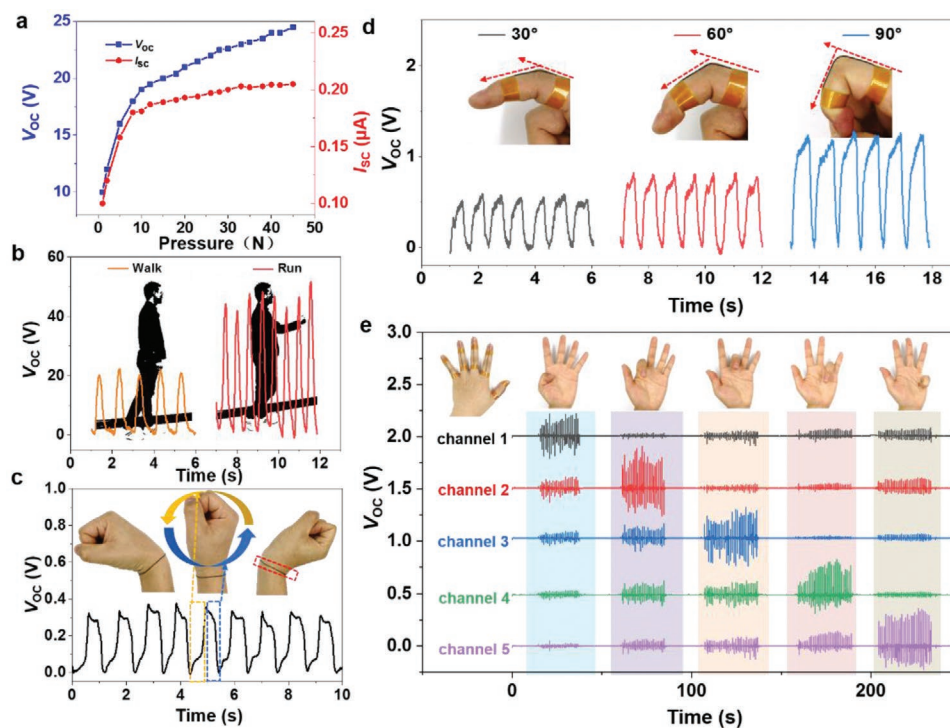 a
25
20
15
10
V_OC (V)
V_OC
I_SC
0.25
0.20
0.15
0.10
I_SC (μA)
0 10 20 30 40 50
Pressure（N）
b
60
40
20
0
V_OC (V)
Walk
Run
0 2 4 6 8 10 12
Time (s)
c
1.0
0.8
0.6
0.4
0.2
0.0
V_OC (V)
0 2 4 6 8 10
Time (s)
d
30° 60° 90°
2
1
0
V_OC (V)
0 2 4 6 8 10 12 14 16 18
Time (s)
e
3.0
2.5
2.0
1.5
1.0
0.5
0.0
V_OC (V)
channel 1
channel 2
channel 3
channel 4
channel 5
0 100 200
Time (s)